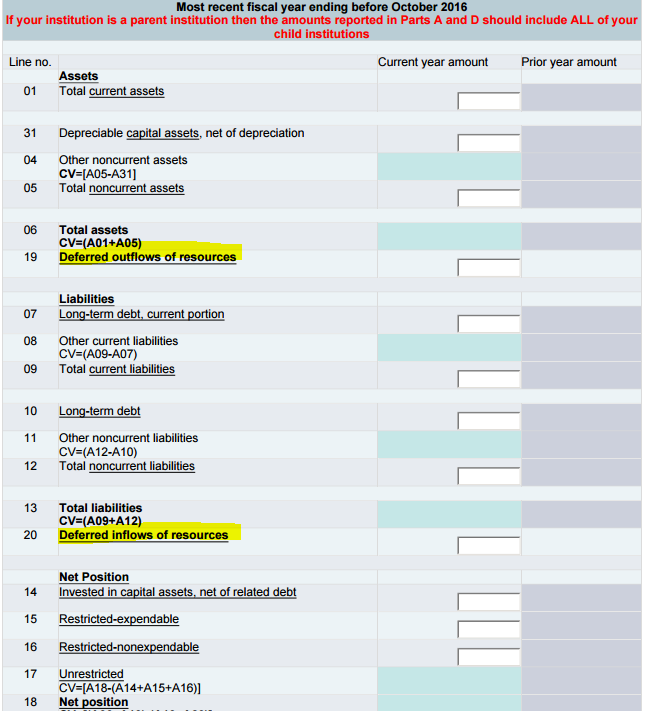 Most recent fiscal year ending before October 2016
If your institution is a parent institution then the amounts reported in Parts A and D should include ALL of your
child institutions
Line no. Current year amount Prior year amount
Assets
01 Total current assets
31 Depreciable capital assets, net of depreciation
04 Other noncurrent assets
CV=[A05-A31]
05 Total noncurrent assets
06 Total assets
CV=(A01+A05)
19 Deferred outflows of resources
Liabilities
07 Long-term debt, current portion
08 Other current liabilities
CV=(A09-A07)
09 Total current liabilities
10 Long-term debt
11 Other noncurrent liabilities
CV=(A12-A10)
12 Total noncurrent liabilities
13 Total liabilities
CV=(A09+A12)
20 Deferred inflows of resources
Net Position
14 Invested in capital assets, net of related debt
15 Restricted-expendable
16 Restricted-nonexpendable
17 Unrestricted
CV=[A18-(A14+A15+A16)]
18 Net position